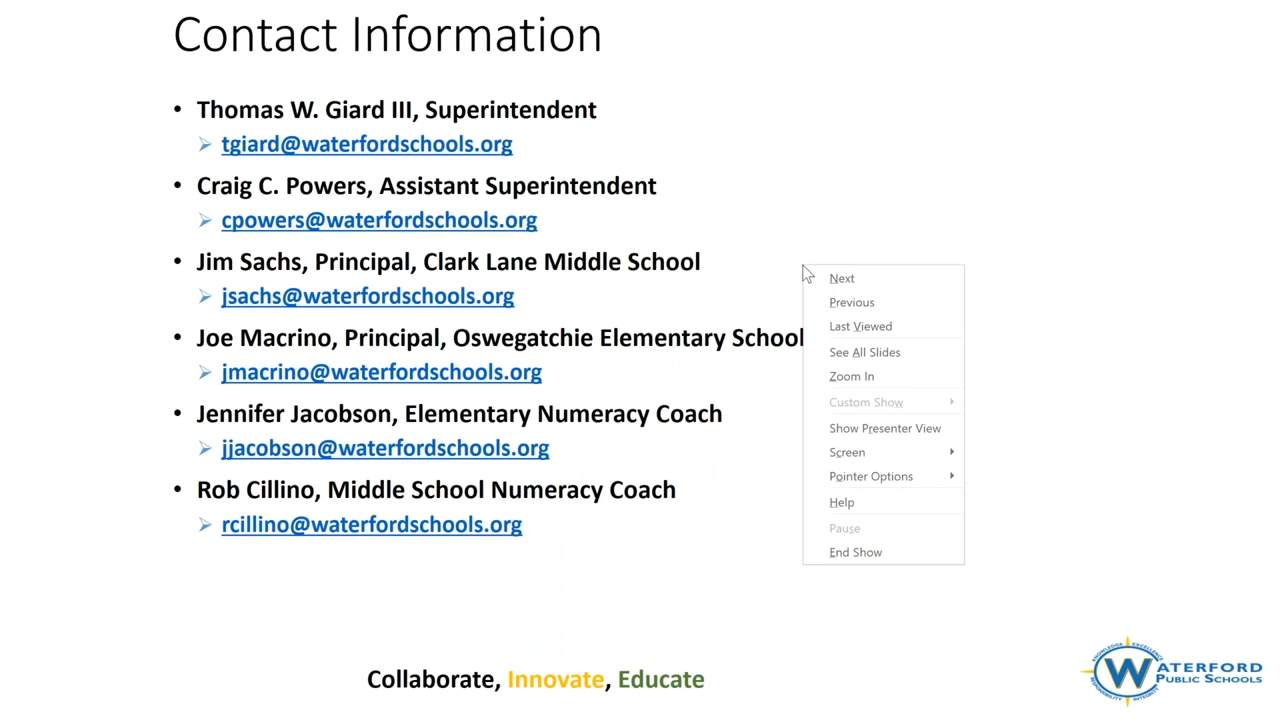 Contact Information
• Thomas W. Giard III, Superintendent
➢ tgiard@waterfordschools.org
• Craig C. Powers, Assistant Superintendent
➢ cpowers@waterfordschools.org
• Jim Sachs, Principal, Clark Lane Middle School
➢ jsachs@waterfordschools.org
• Joe Macrino, Principal, Oswegatchie Elementary School
➢ jmacrino@waterfordschools.org
• Jennifer Jacobson, Elementary Numeracy Coach
➢ jjacobson@waterfordschools.org
• Rob Cillino, Middle School Numeracy Coach
➢ rcillino@waterfordschools.org
Next
Previous
Last Viewed
See All Slides
Zoom In
Custom Show
Show Presenter View
Screen
Pointer Options
Help
Pause
End Show
Collaborate, Innovate, Educate
KNOWLEDGE EXCELLENCE
WATERFORD
PUBLIC SCHOOLS
RESPONSIBILITY INTEGRITY